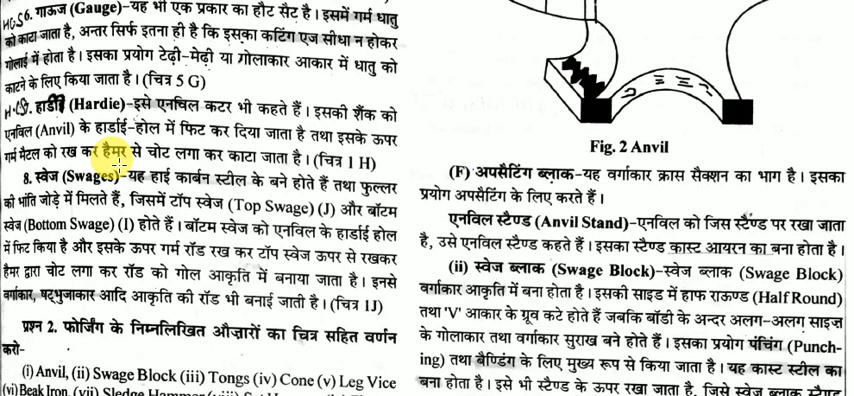 HCS 6. गाऊज (Gauge)-यह भी एक प्रकार का हौट सैट है। इसमें गर्म धातु
को काटा जाता है, अन्तर सिर्फ इतना ही है कि इसका कटिंग एज सीधा न होकर
गोलाई में होता है। इसका प्रयोग टेढ़ी-मेढ़ी या गोलाकार आकार में धातु को
काटने के लिए किया जाता है। (चित्र 5 G)
हार्डी (Hardie)-इसे एनविल कटर भी कहते हैं। इसकी शैंक को
एनविल (Anvil) के हार्डाई-होल में फिट कर दिया जाता है तथा इसके ऊपर
गर्म मैटल को रख कर हैमर से चोट लगा कर काटा जाता है। (चित्र 1 H)
8. स्वेज (Swages)-यह हाई कार्बन स्टील के बने होते हैं तथा फुल्लर
की भांति जोड़े में मिलते हैं, जिसमें टॉप स्वेज (Top Swage) (J) और बॉटम
स्वेज (Bottom Swage) (I) होते हैं। बॉटम स्वेज को एनविल के हार्डाई होल
में फिट किया है और इसके ऊपर गर्म रॉड रख कर टॉप स्वेज ऊपर से रखकर
हैमर द्वारा चोट लगा कर रॉड को गोल आकृति में बनाया जाता है। इनसे
वर्गाकार, षट्भुजाकार आदि आकृति की रॉड भी बनाई जाती है। (चित्र 1J)
प्रश्न 2. फोर्जिंग के निम्नलिखित औज़ारों का चित्र सहित वर्णन
करो-
(i) Anvil, (ii) Swage Block (iii) Tongs (iv) Cone (v) Leg Vice
(vi) Beak Iron, (vii) Sledge Hammer
Fig. 2 Anvil
(F) अपसैटिंग ब्लाक-यह वर्गाकार क्रास सैक्शन का भाग है। इसका
प्रयोग अपसैटिंग के लिए करते हैं।
एनविल स्टैण्ड (Anvil Stand)-एनविल को जिस स्टैण्ड पर रखा जाता
है, उसे एनविल स्टैण्ड कहते हैं। इसका स्टैण्ड कास्ट आयरन का बना होता है।
(ii) स्वेज ब्लाक (Swage Block)-स्वेज ब्लाक (Swage Block)
वर्गाकार आकृति में बना होता है। इसकी साइड में हाफ राऊण्ड (Half Round)
तथा 'V' आकार के ग्रूव कटे होते हैं जबकि बॉडी के अन्दर अलग-अलग साइज़
के गोलाकार तथा वर्गाकार सुराख बने होते हैं। इसका प्रयोग पंचिंग (Punch-
ing) तथा बैण्डिंग के लिए मुख्य रूप से किया जाता है। यह कास्ट स्टील का
बना होता है। इसे भी स्टैण्ड के ऊपर रखा जाता है, जिसे स्वेज ब्लाक स्टैण्ड